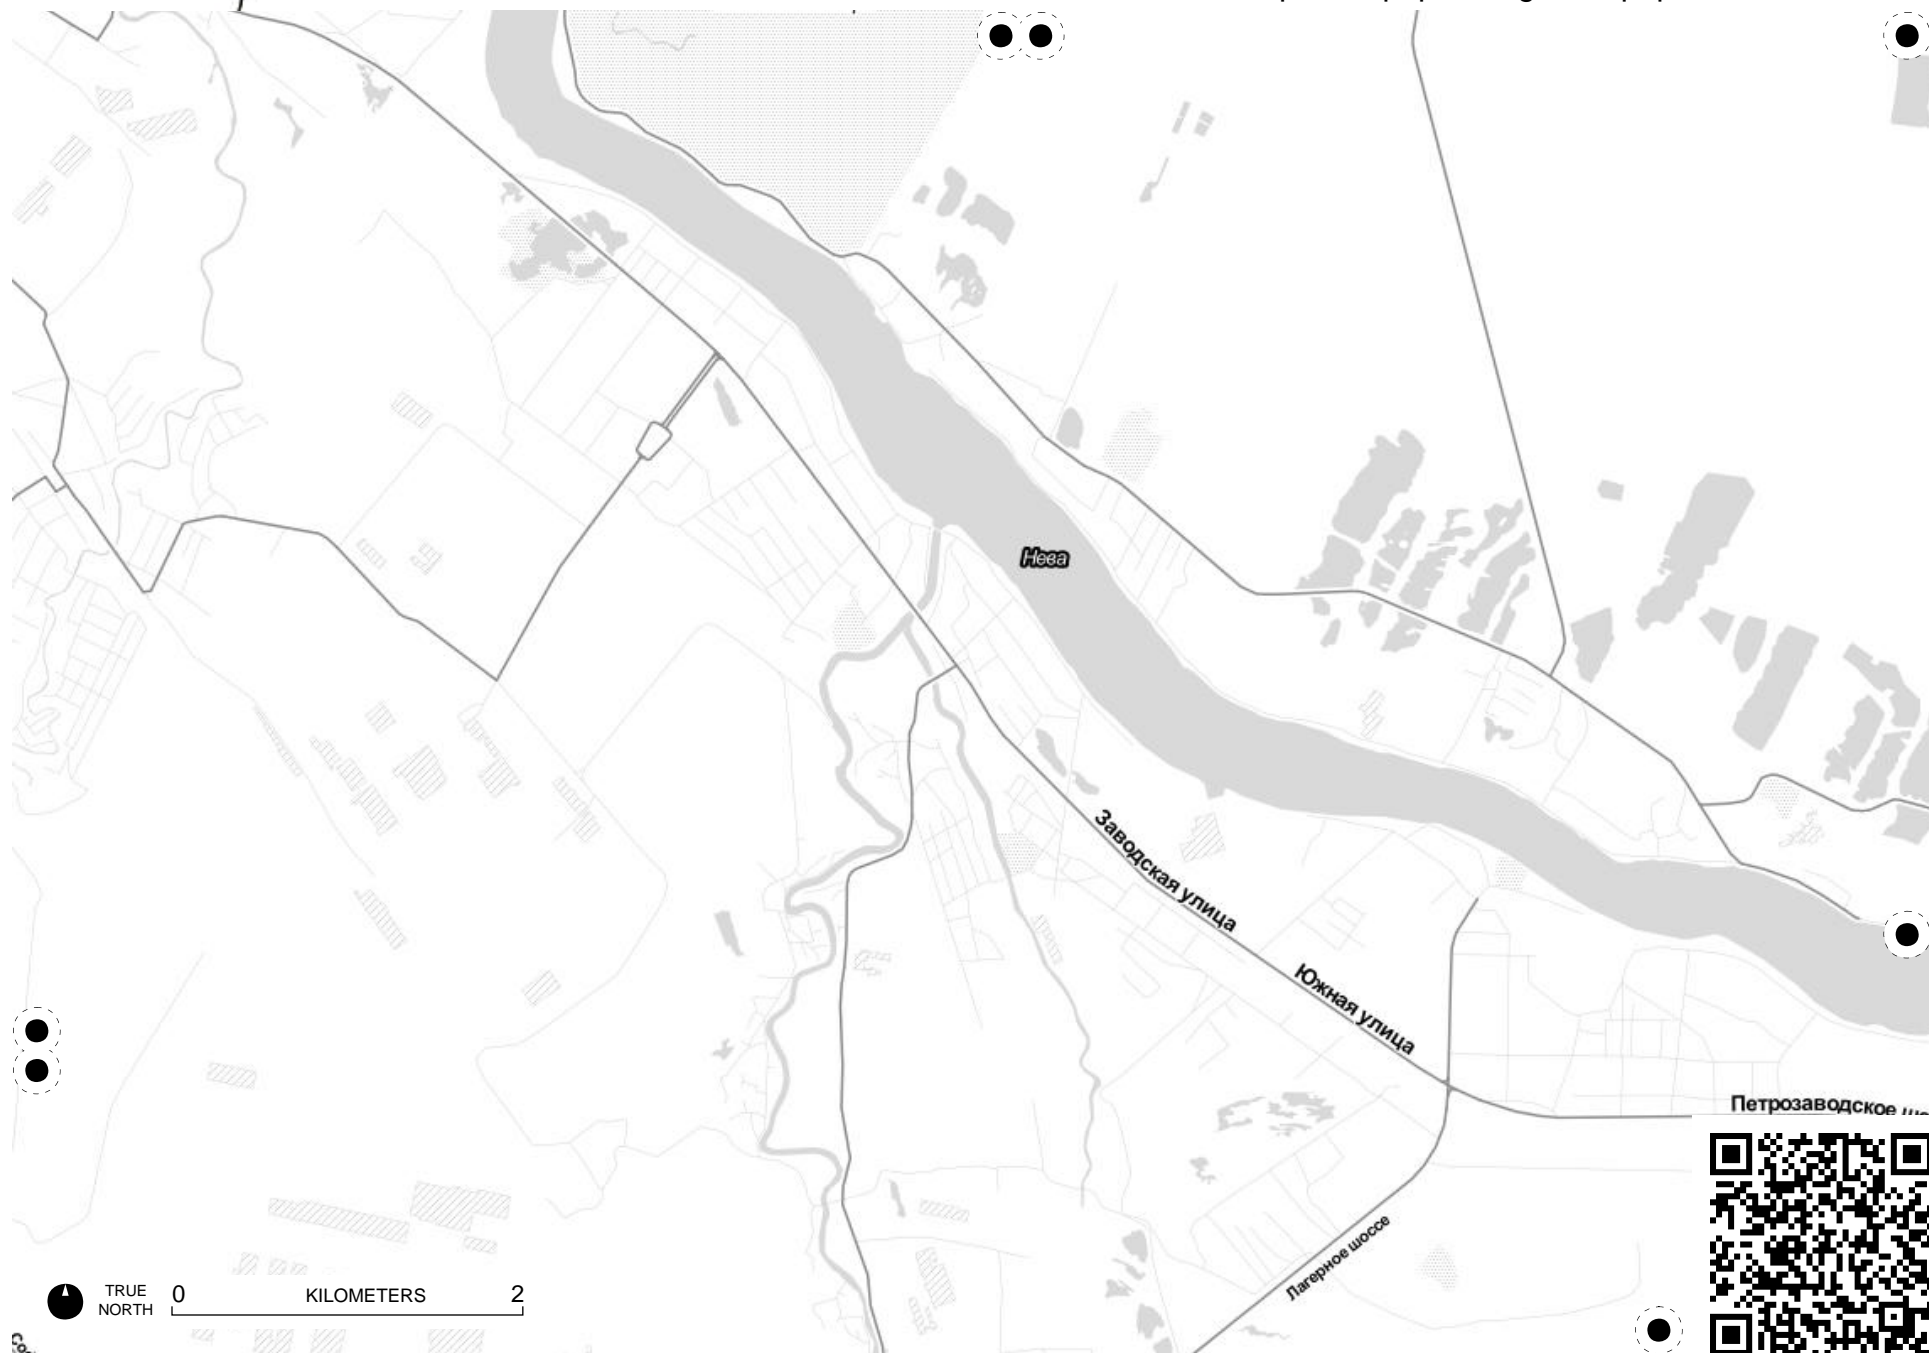 Нева
Заводская улица
Южная улица
Петрозаводское
Лагерное шоссе
TRUE NORTH
0 KILOMETERS 2